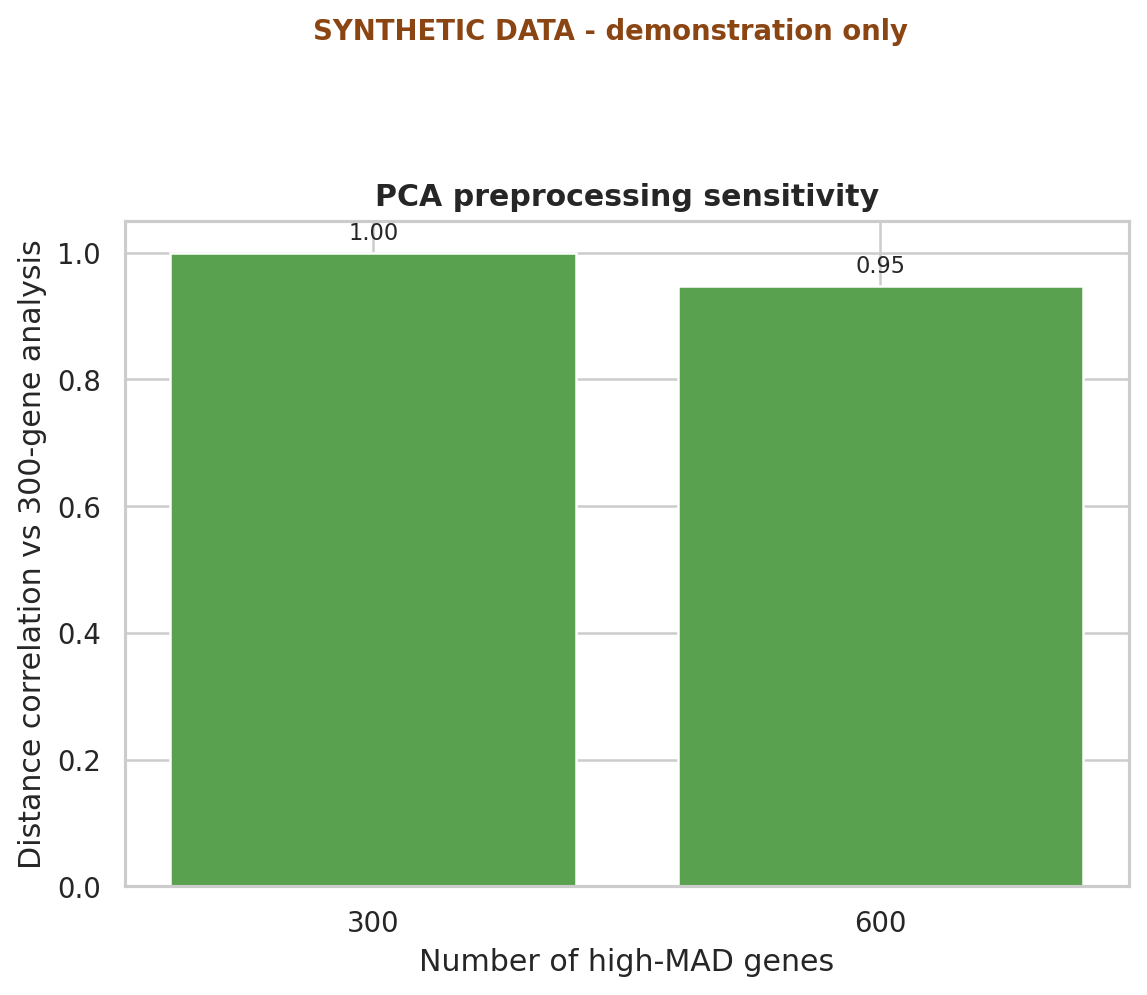 SYNTHETIC DATA - demonstration only
PCA preprocessing sensitivity
Distance correlation vs 300-gene analysis
1.0
0.8
0.6
0.4
0.2
0.0
1.00
0.95
300
600
Number of high-MAD genes